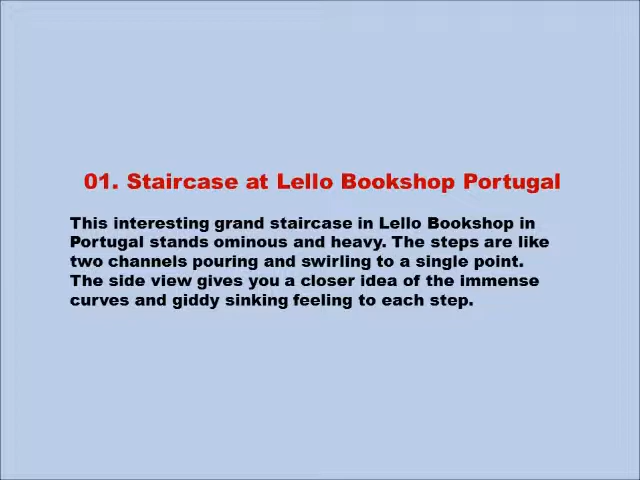 01. Staircase at Lello Bookshop Portugal
This interesting grand staircase in Lello Bookshop in
Portugal stands ominous and heavy. The steps are like
two channels pouring and swirling to a single point.
The side view gives you a closer idea of the immense
curves and giddy sinking feeling to each step.